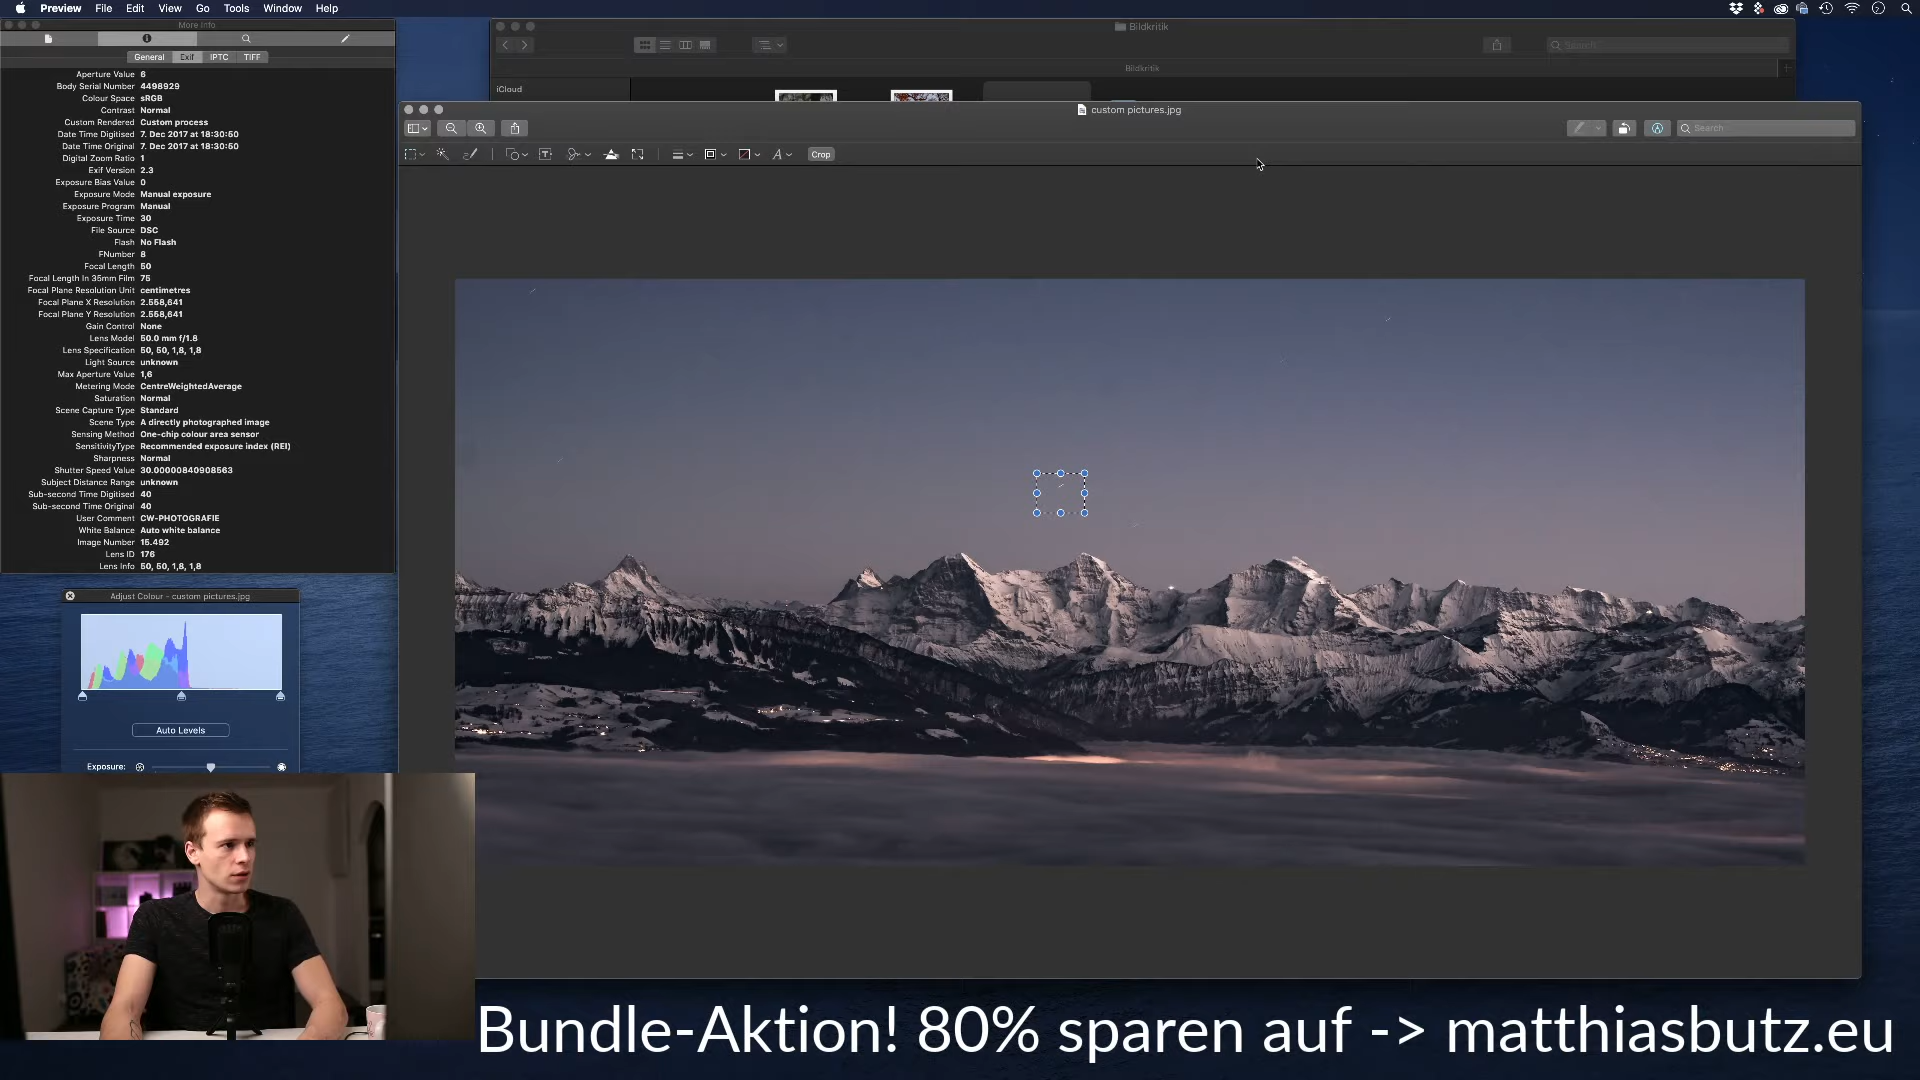 Preview File Edit View Go Tools Window Help
More Info
General Exif IPTC TIFF
Aperture Value 6
Body Serial Number 4498929
Colour Space sRGB
Contrast Normal
Custom Rendered Custom process
Date Time Digitised 7. Dec 2017 at 18:30:50
Date Time Original 7. Dec 2017 at 18:30:50
Digital Zoom Ratio 1
Exif Version 2.3
Exposure Bias Value 0
Exposure Mode Manual exposure
Exposure Program Manual
Exposure Time 30
File Source DSC
Flash No Flash
FNumber 8
Focal Length 50
Focal Length In 35mm Film 75
Focal Plane Resolution Unit centimetres
Focal Plane X Resolution 2.558,641
Focal Plane Y Resolution 2.558,641
Gain Control None
Lens Model 50.0 mm f/1.8
Lens Specification 50, 50, 1,8, 1,8
Light Source unknown
Max Aperture Value 1,6
Metering Mode CentreWeightedAverage
Saturation Normal
Scene Capture Type Standard
Scene Type A directly photographed image
Sensing Method One-chip colour area sensor
SensitivityType Recommended exposure index (REI)
Sharpness Normal
Shutter Speed Value 30.00000840908563
Subject Distance Range unknown
Sub-second Time Digitised 40
Sub-second Time Original 40
User Comment CW-PHOTOGRAFIE
White Balance Auto white balance
Image Number 15.492
Lens ID 176
Lens Info 50, 50, 1,8, 1,8
Bildkritik
Search
Bildkritik
iCloud
custom pictures.jpg
Search
Crop
Adjust Colour - custom pictures.jpg
Auto Levels
Exposure:
Bundle-Aktion! 80% sparen auf -> matthiasbutz.eu